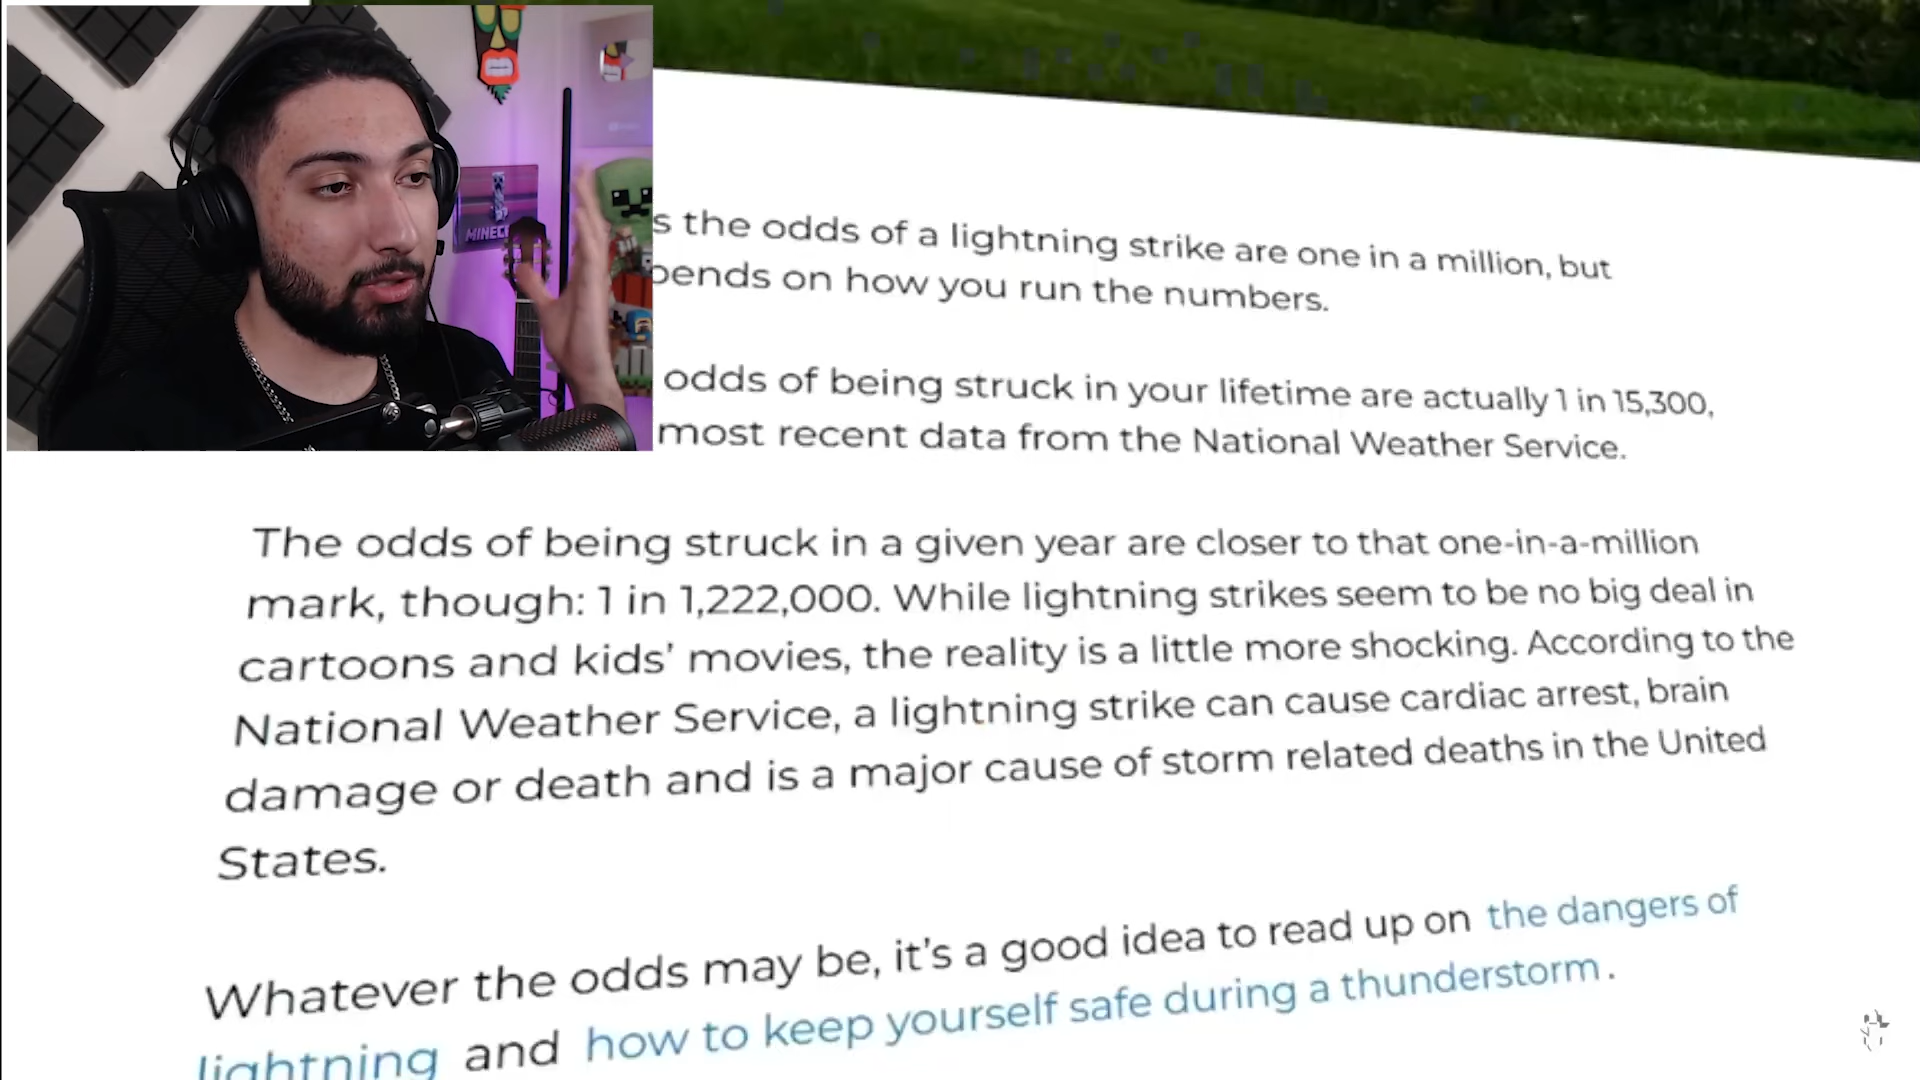 s the odds of a lightning strike are one in a million, but
pends on how you run the numbers.
odds of being struck in your lifetime are actually 1 in 15,300,
most recent data from the National Weather Service.
The odds of being struck in a given year are closer to that one-in-a-million
mark, though: 1 in 1,222,000. While lightning strikes seem to be no big deal in
cartoons and kids' movies, the reality is a little more shocking. According to the
National Weather Service, a lightning strike can cause cardiac arrest, brain
damage or death and is a major cause of storm related deaths in the United
States.
Whatever the odds may be, it's a good idea to read up on the dangers of
lightning and how to keep yourself safe during a thunderstorm.
MINEC